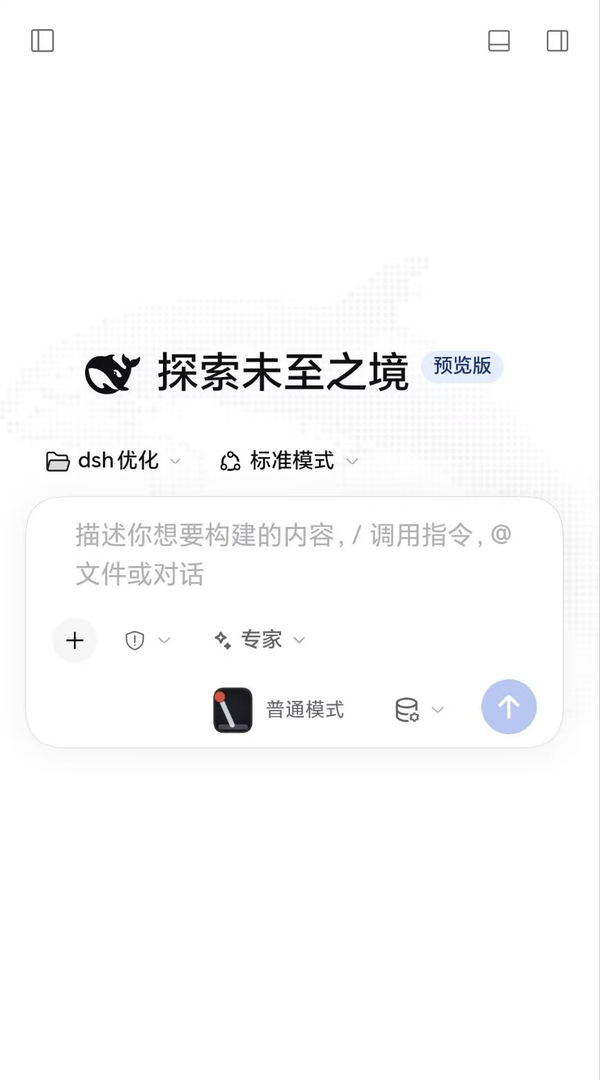 探索未至之境 预览版
dsh 优化 标准模式
描述你想要构建的内容, / 调用指令, @
文件或对话
专家
普通模式